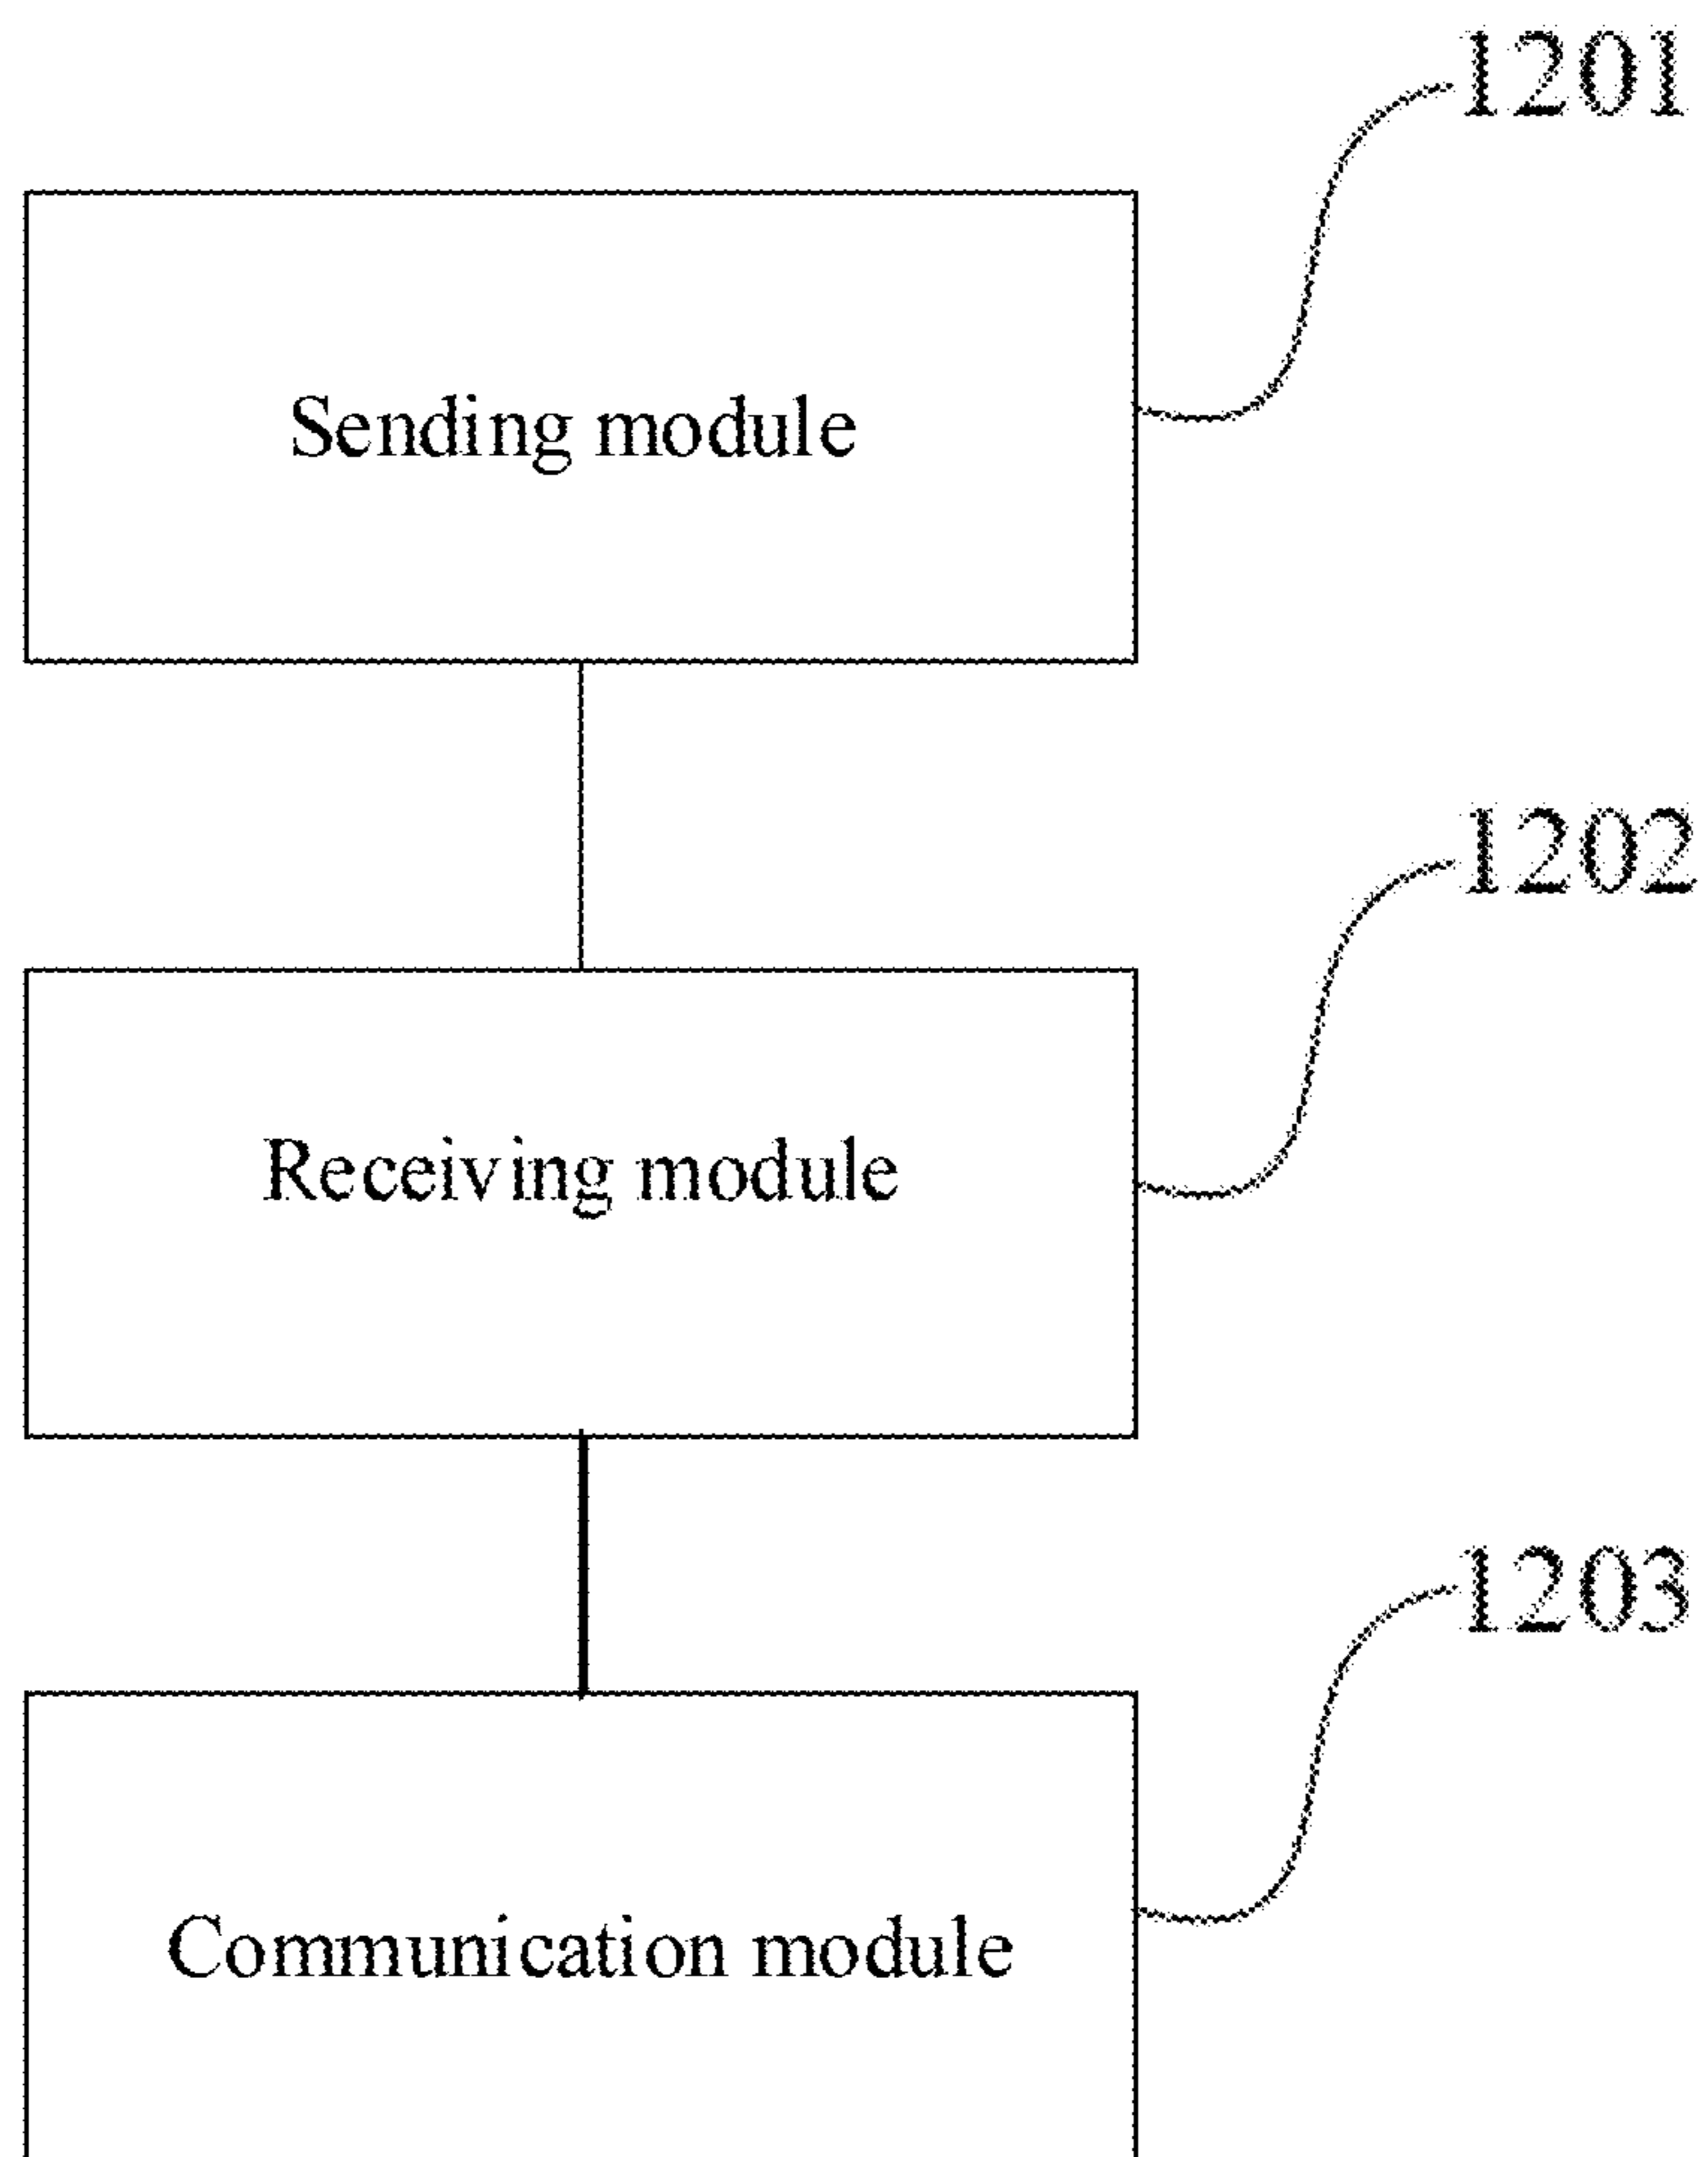 1201
Sending module
1202
Receiving module
1203
Communication module